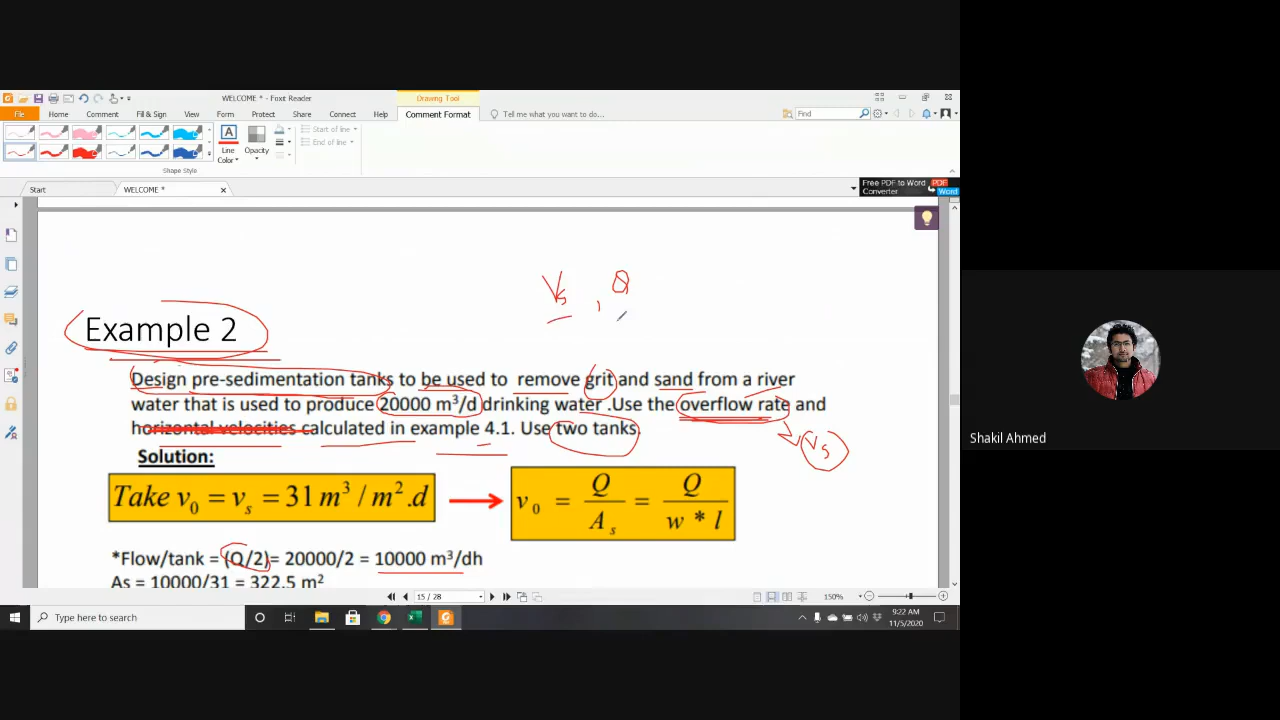 WELCOME * - Foxit Reader
Drawing Tool
File Home Comment Fill & Sign View Form Protect Share Connect Help Comment Format Tell me what you want to do... Find
Start of line
End of line
Line Color
Opacity
Shape Style
Start WELCOME *
Free PDF to Word Converter
PDF
Word
Vs , Q
Example 2
Design pre-sedimentation tanks to be used to remove grit and sand from a river
water that is used to produce 20000 m³/d drinking water .Use the overflow rate and
horizontal velocities calculated in example 4.1. Use two tanks.
Vs
Solution:
Take v₀ = vₛ = 31 m³ / m².d
v₀ = Q / Aₛ = Q / w * l
*Flow/tank = (Q/2)= 20000/2 = 10000 m³/dh
As = 10000/31 = 322.5 m²
15 / 28
150%
Type here to search
9:22 AM
11/5/2020
Shakil Ahmed